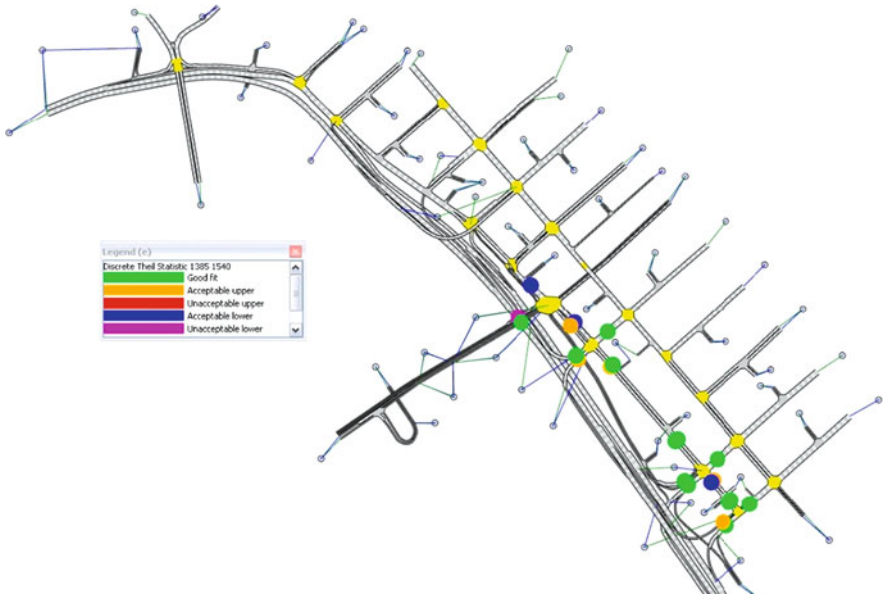 Legend (e)
Discrete Theil Statistic 1385 1540
Good fit
Acceptable upper
Unacceptable upper
Acceptable lower
Unacceptable lower